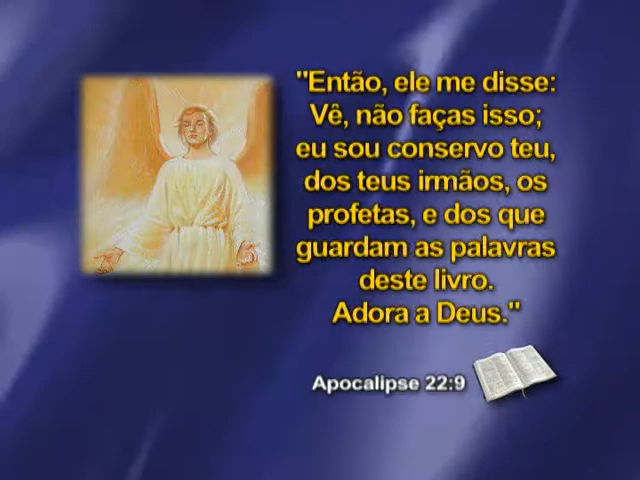 "Então, ele me disse:
Vê, não faças isso;
eu sou conservo teu,
dos teus irmãos, os
profetas, e dos que
guardam as palavras
deste livro.
Adora a Deus."
Apocalipse 22:9